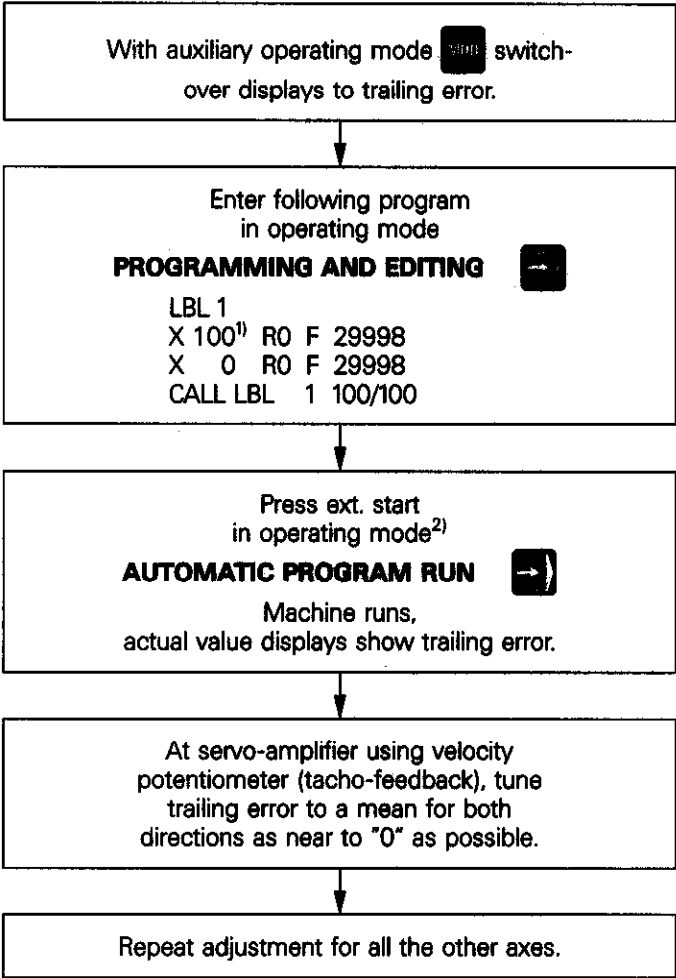 With auxiliary operating mode MOD switch-
over displays to trailing error.
Enter following program
in operating mode
PROGRAMMING AND EDITING
LBL 1
X 100¹⁾ R0 F 29998
X 0 R0 F 29998
CALL LBL 1 100/100
Press ext. start
in operating mode²⁾
AUTOMATIC PROGRAM RUN
Machine runs,
actual value displays show trailing error.
At servo-amplifier using velocity
potentiometer (tacho-feedback), tune
trailing error to a mean for both
directions as near to "0" as possible.
Repeat adjustment for all the other axes.